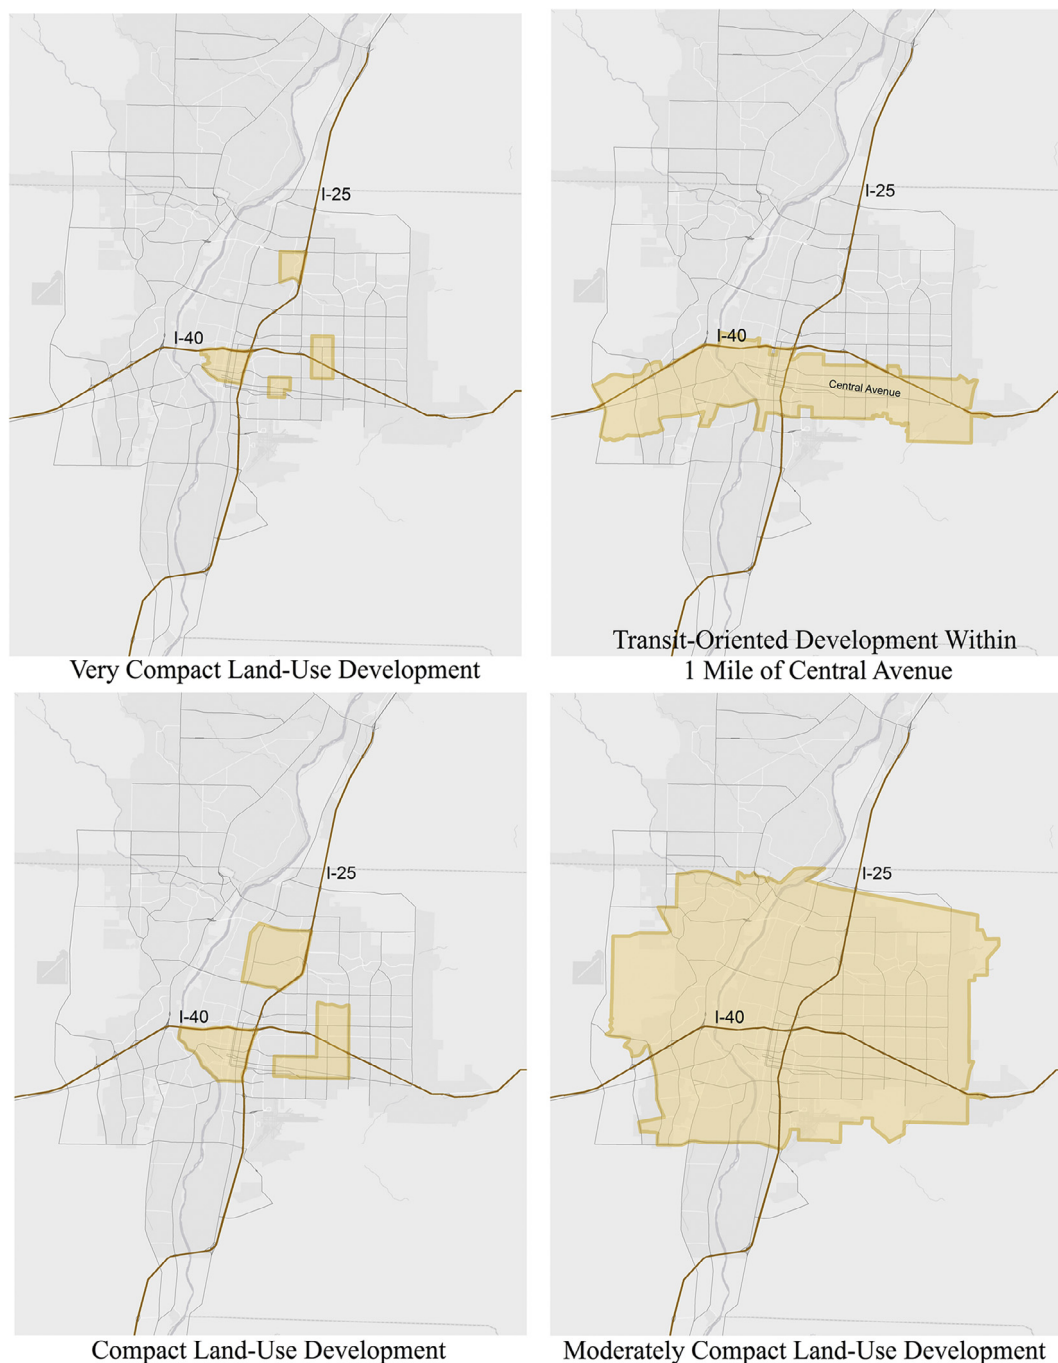 I-25
I-40
Very Compact Land-Use Development
I-25
I-40
Central Avenue
Transit-Oriented Development Within
1 Mile of Central Avenue
I-25
I-40
Compact Land-Use Development
I-25
I-40
Moderately Compact Land-Use Development